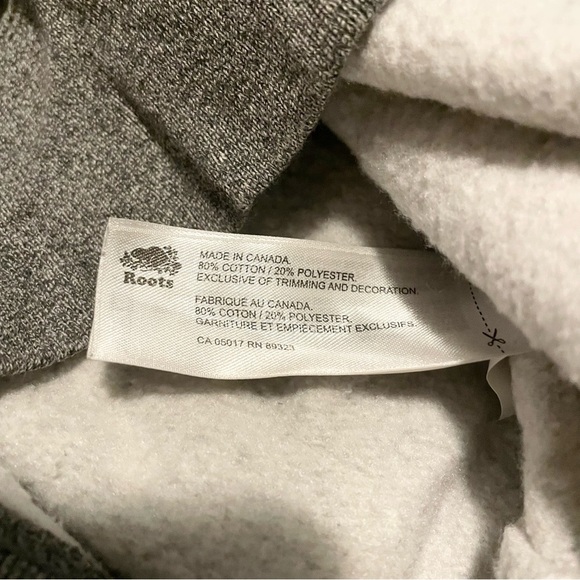 Roots
MADE IN CANADA.
80% COTTON / 20% POLYESTER.
EXCLUSIVE OF TRIMMING AND DECORATION.
FABRIQUE AU CANADA.
80% COTON / 20% POLYESTER.
GARNITURE ET EMPIÈCEMENT EXCLUSIFS.
CA 05017 RN 89323